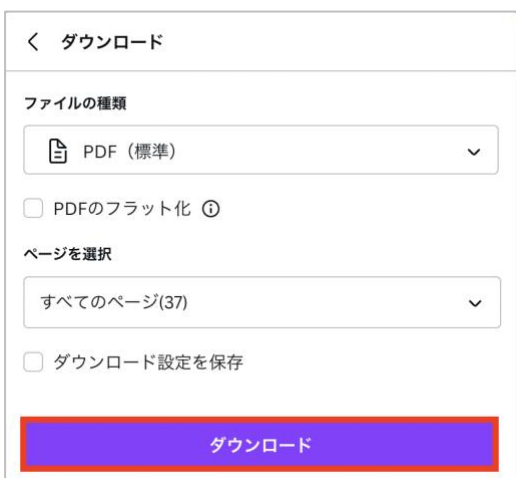 ダウンロード
ファイルの種類
PDF（標準）
PDFのフラット化
ページを選択
すべてのページ(37)
ダウンロード設定を保存
ダウンロード